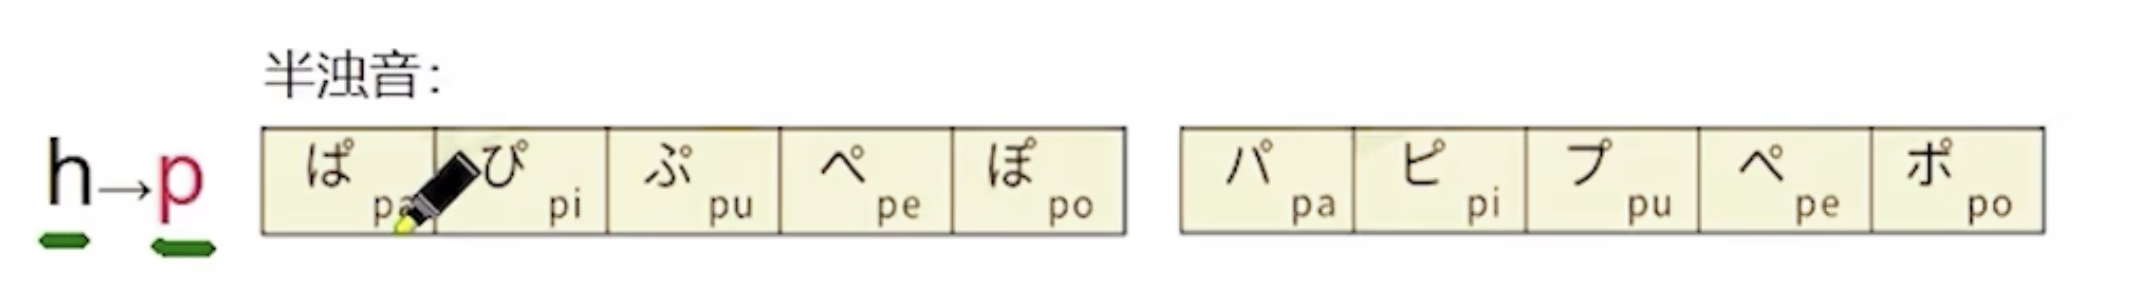 半浊音:
h→p
ぱ pa ぴ pi ぷ pu ぺ pe ぽ po
パ pa ピ pi プ pu ペ pe ポ po